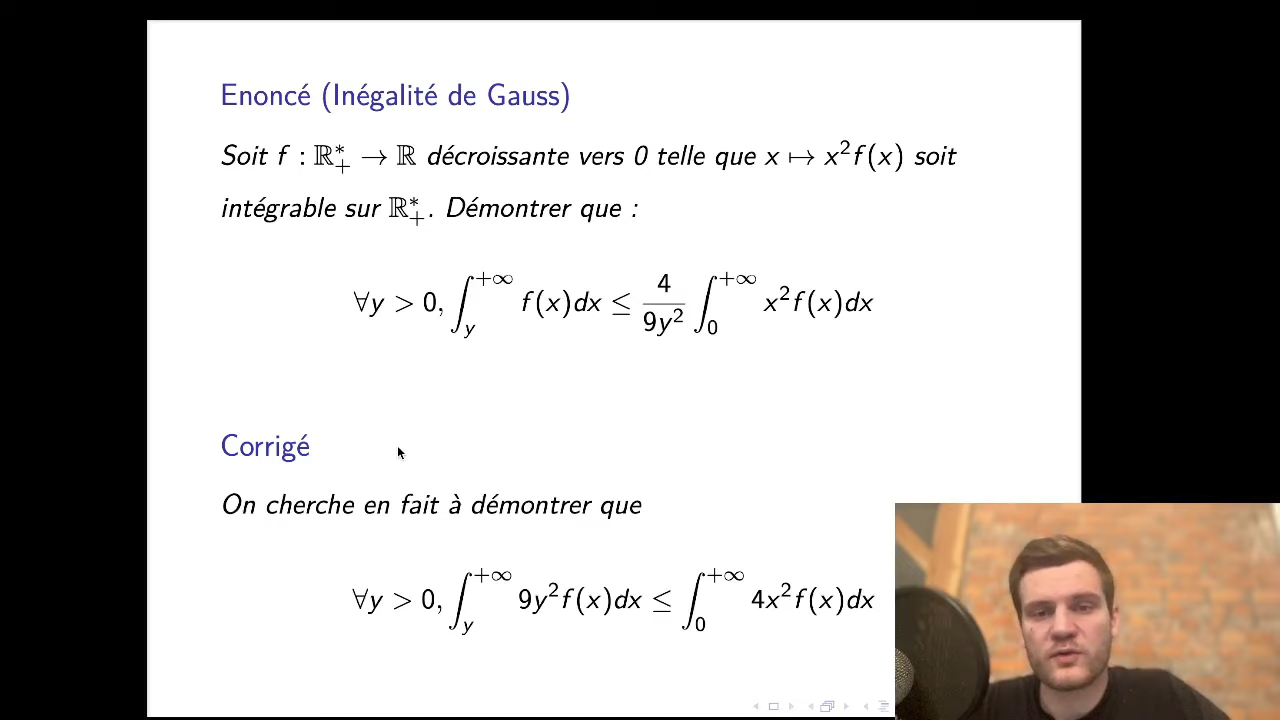 Enoncé (Inégalité de Gauss)
Soit f : ℝ₊* → ℝ décroissante vers 0 telle que x ↦ x²f(x) soit
intégrable sur ℝ₊*. Démontrer que :
∀y > 0, ∫_y^{+∞} f(x)dx ≤ \frac{4}{9y²} ∫_0^{+∞} x²f(x)dx
Corrigé
On cherche en fait à démontrer que
∀y > 0, ∫_y^{+∞} 9y²f(x)dx ≤ ∫_0^{+∞} 4x²f(x)dx